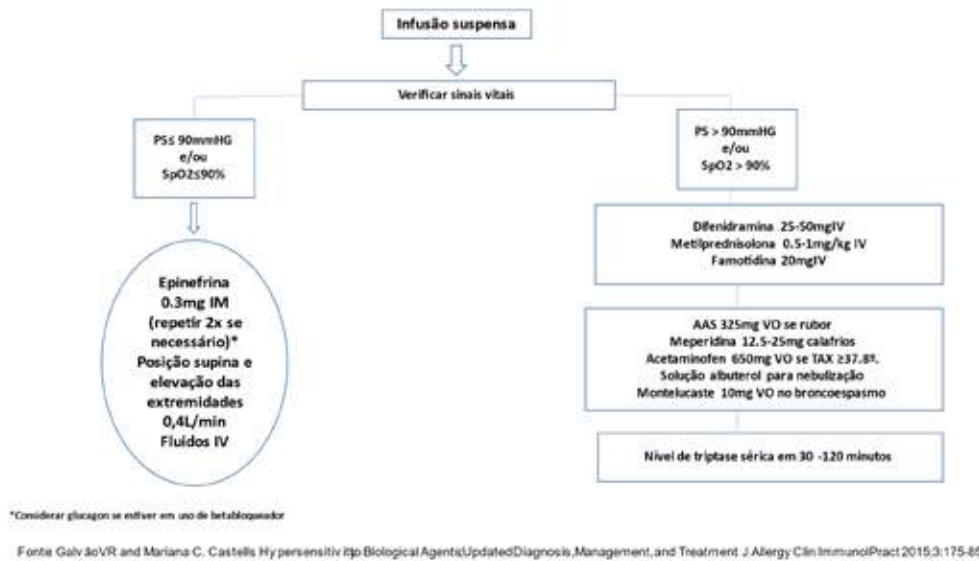 Infusão suspensa
Verificar sinais vitais
PS≤ 90mmHG
e/ou
SpO2≤90%
PS > 90mmHG
e/ou
SpO2 > 90%
Epinefrina
0.3mg IM
(repetir 2x se
necessário)*
Posição supina e
elevação das
extremidades
0,4L/min
Fluidos IV
Difenidramina 25-50mgIV
Metilprednisolona 0.5-1mg/kg IV
Famotidina 20mgIV
AAS 325mg VO se rubor
Meperidina 12.5-25mg calafrios
Acetaminofen 650mg VO se TAX ≥37.8º.
Solução albuterol para nebulização
Montelucaste 10mg VO no broncoespasmo
Nível de triptase sérica em 30 -120 minutos
*Considerar glucagon se estiver em uso de betabloqueador
Fonte GalvãoVR and Mariana C. Castells Hypersensitivity to Biological Agents,Updated Diagnosis, Management, and Treatment J Allergy Clin Immunol Pract 2015;3:175-85